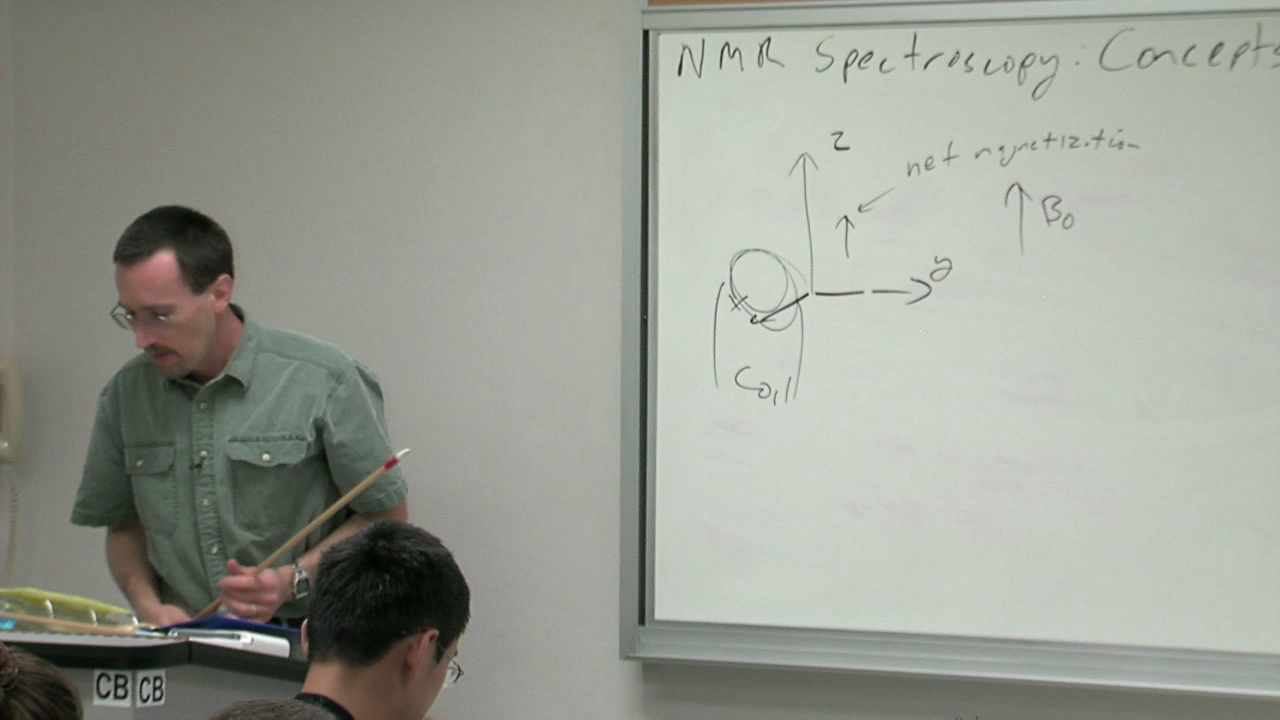 NMR Spectroscopy: Concepts
z
net magnetization
B0
y
x
Coil
CB CB